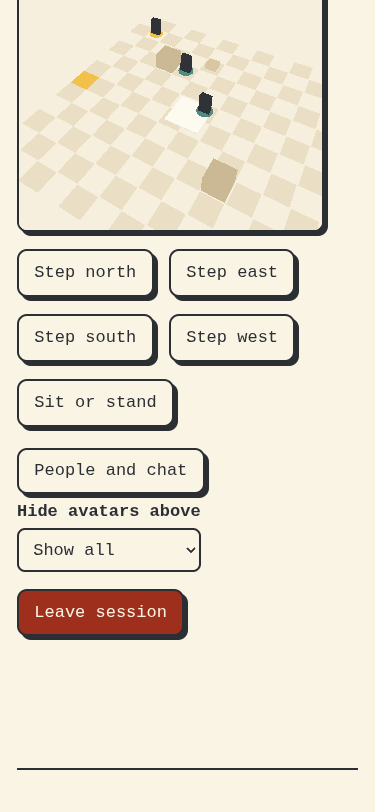 Step north
Step east
Step south
Step west
Sit or stand
People and chat
Hide avatars above
Show all
Leave session